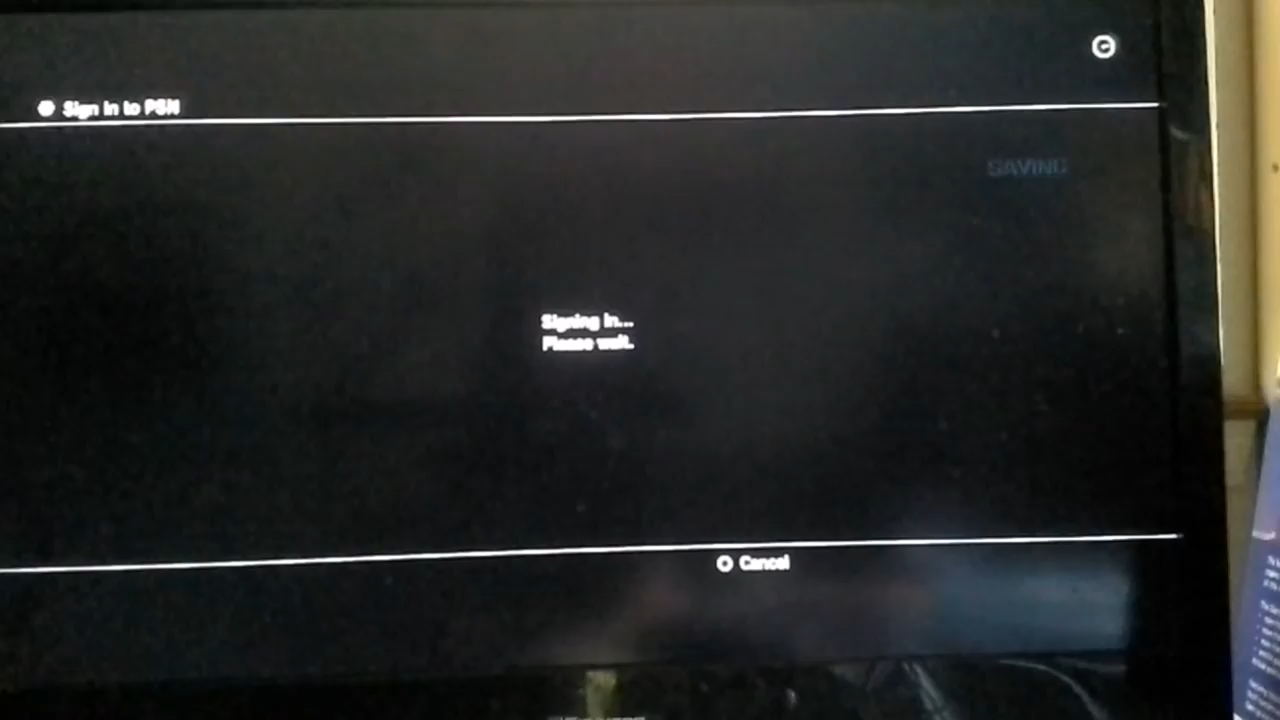 Sign In to PSN
SAVING
Signing in...
Please wait.
Cancel